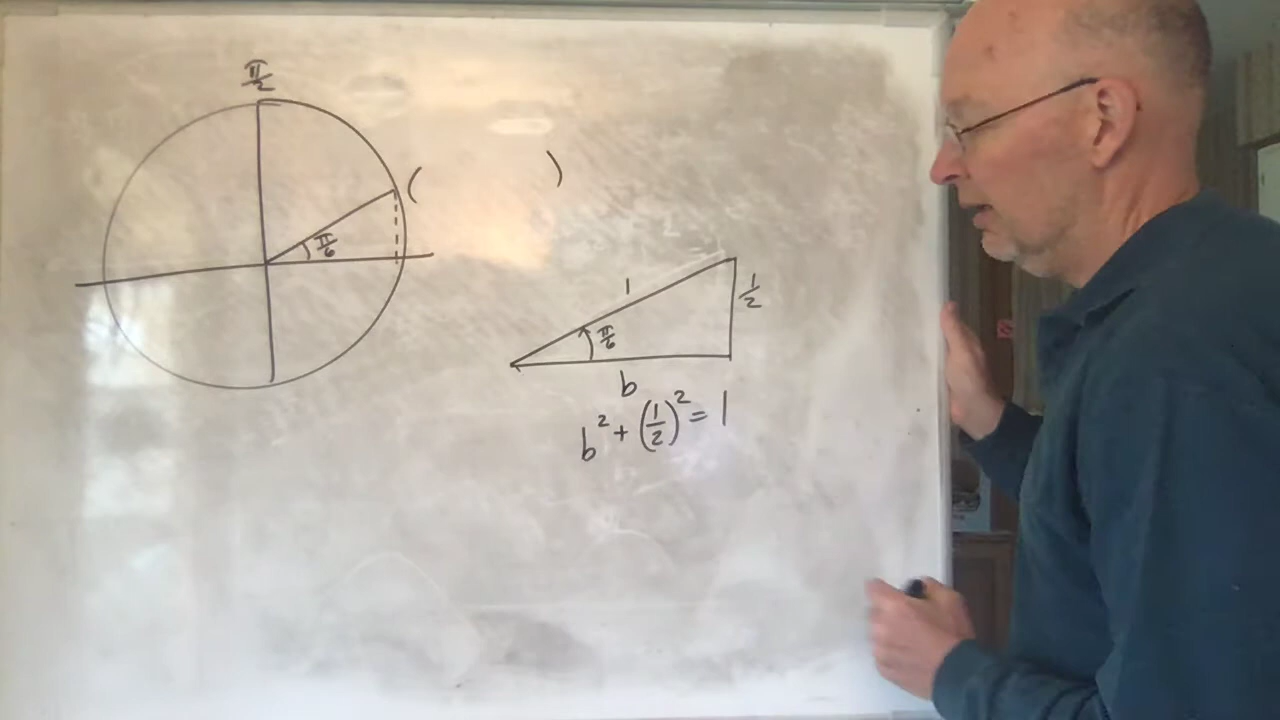 π/2
(          )
π/6
1
1/2
π/6
b
b² + (1/2)² = 1